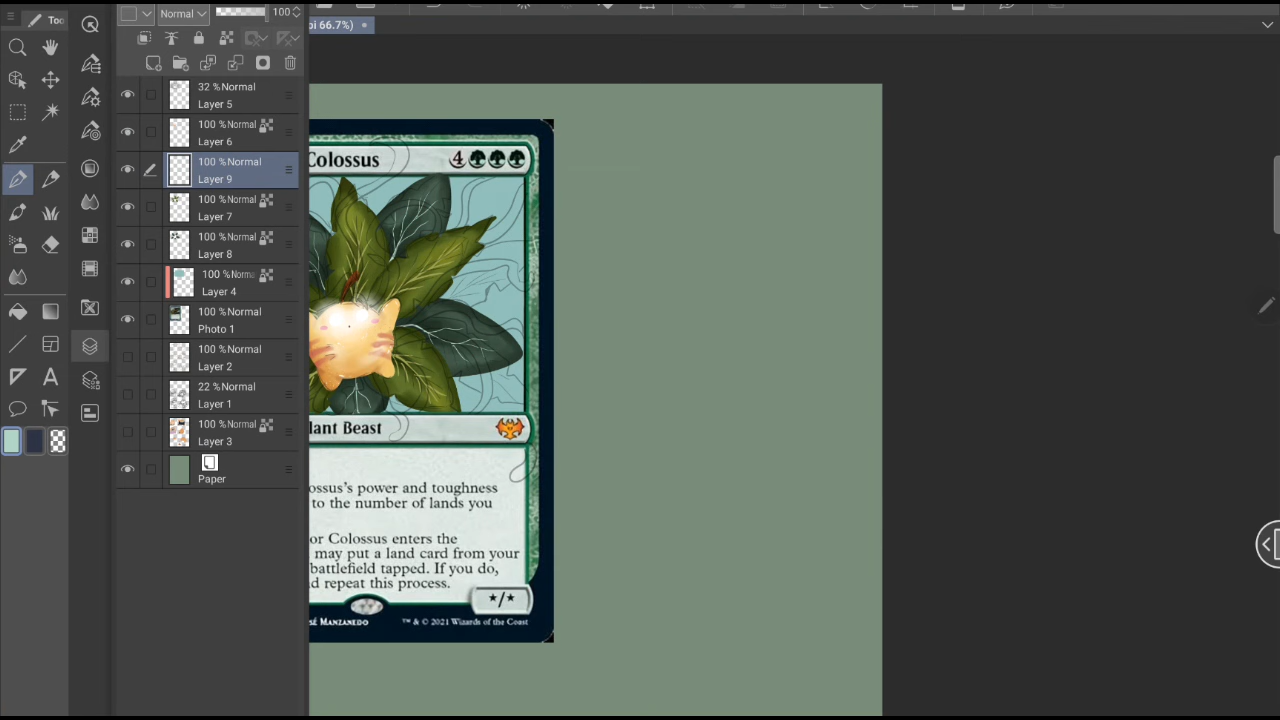 Too
Normal
100
pi 66.7%)
32 %Normal
Layer 5
100 %Normal
Layer 6
100 %Normal
Layer 9
100 %Normal
Layer 7
100 %Normal
Layer 8
100 %Norma
Layer 4
100 %Normal
Photo 1
100 %Normal
Layer 2
22 %Normal
Layer 1
100 %Normal
Layer 3
Paper
A
Colossus
4
lant Beast
ossus's power and toughness
to the number of lands you
or Colossus enters the
may put a land card from your
battlefield tapped. If you do,
d repeat this process.
★/★
SÉ MANZANEDO
™ & © 2021 Wizards of the Coast